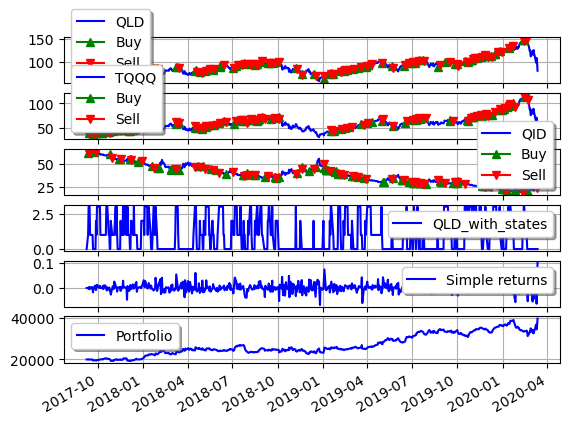 QLD
Buy
Sell
150
100
TQQQ
Buy
Sell
100
50
QID
Buy
Sell
50
25
QLD_with_states
2.5
0.0
Simple returns
0.1
0.0
Portfolio
40000
20000
2017-10 2018-01 2018-04 2018-07 2018-10 2019-01 2019-04 2019-07 2019-10 2020-01 2020-04